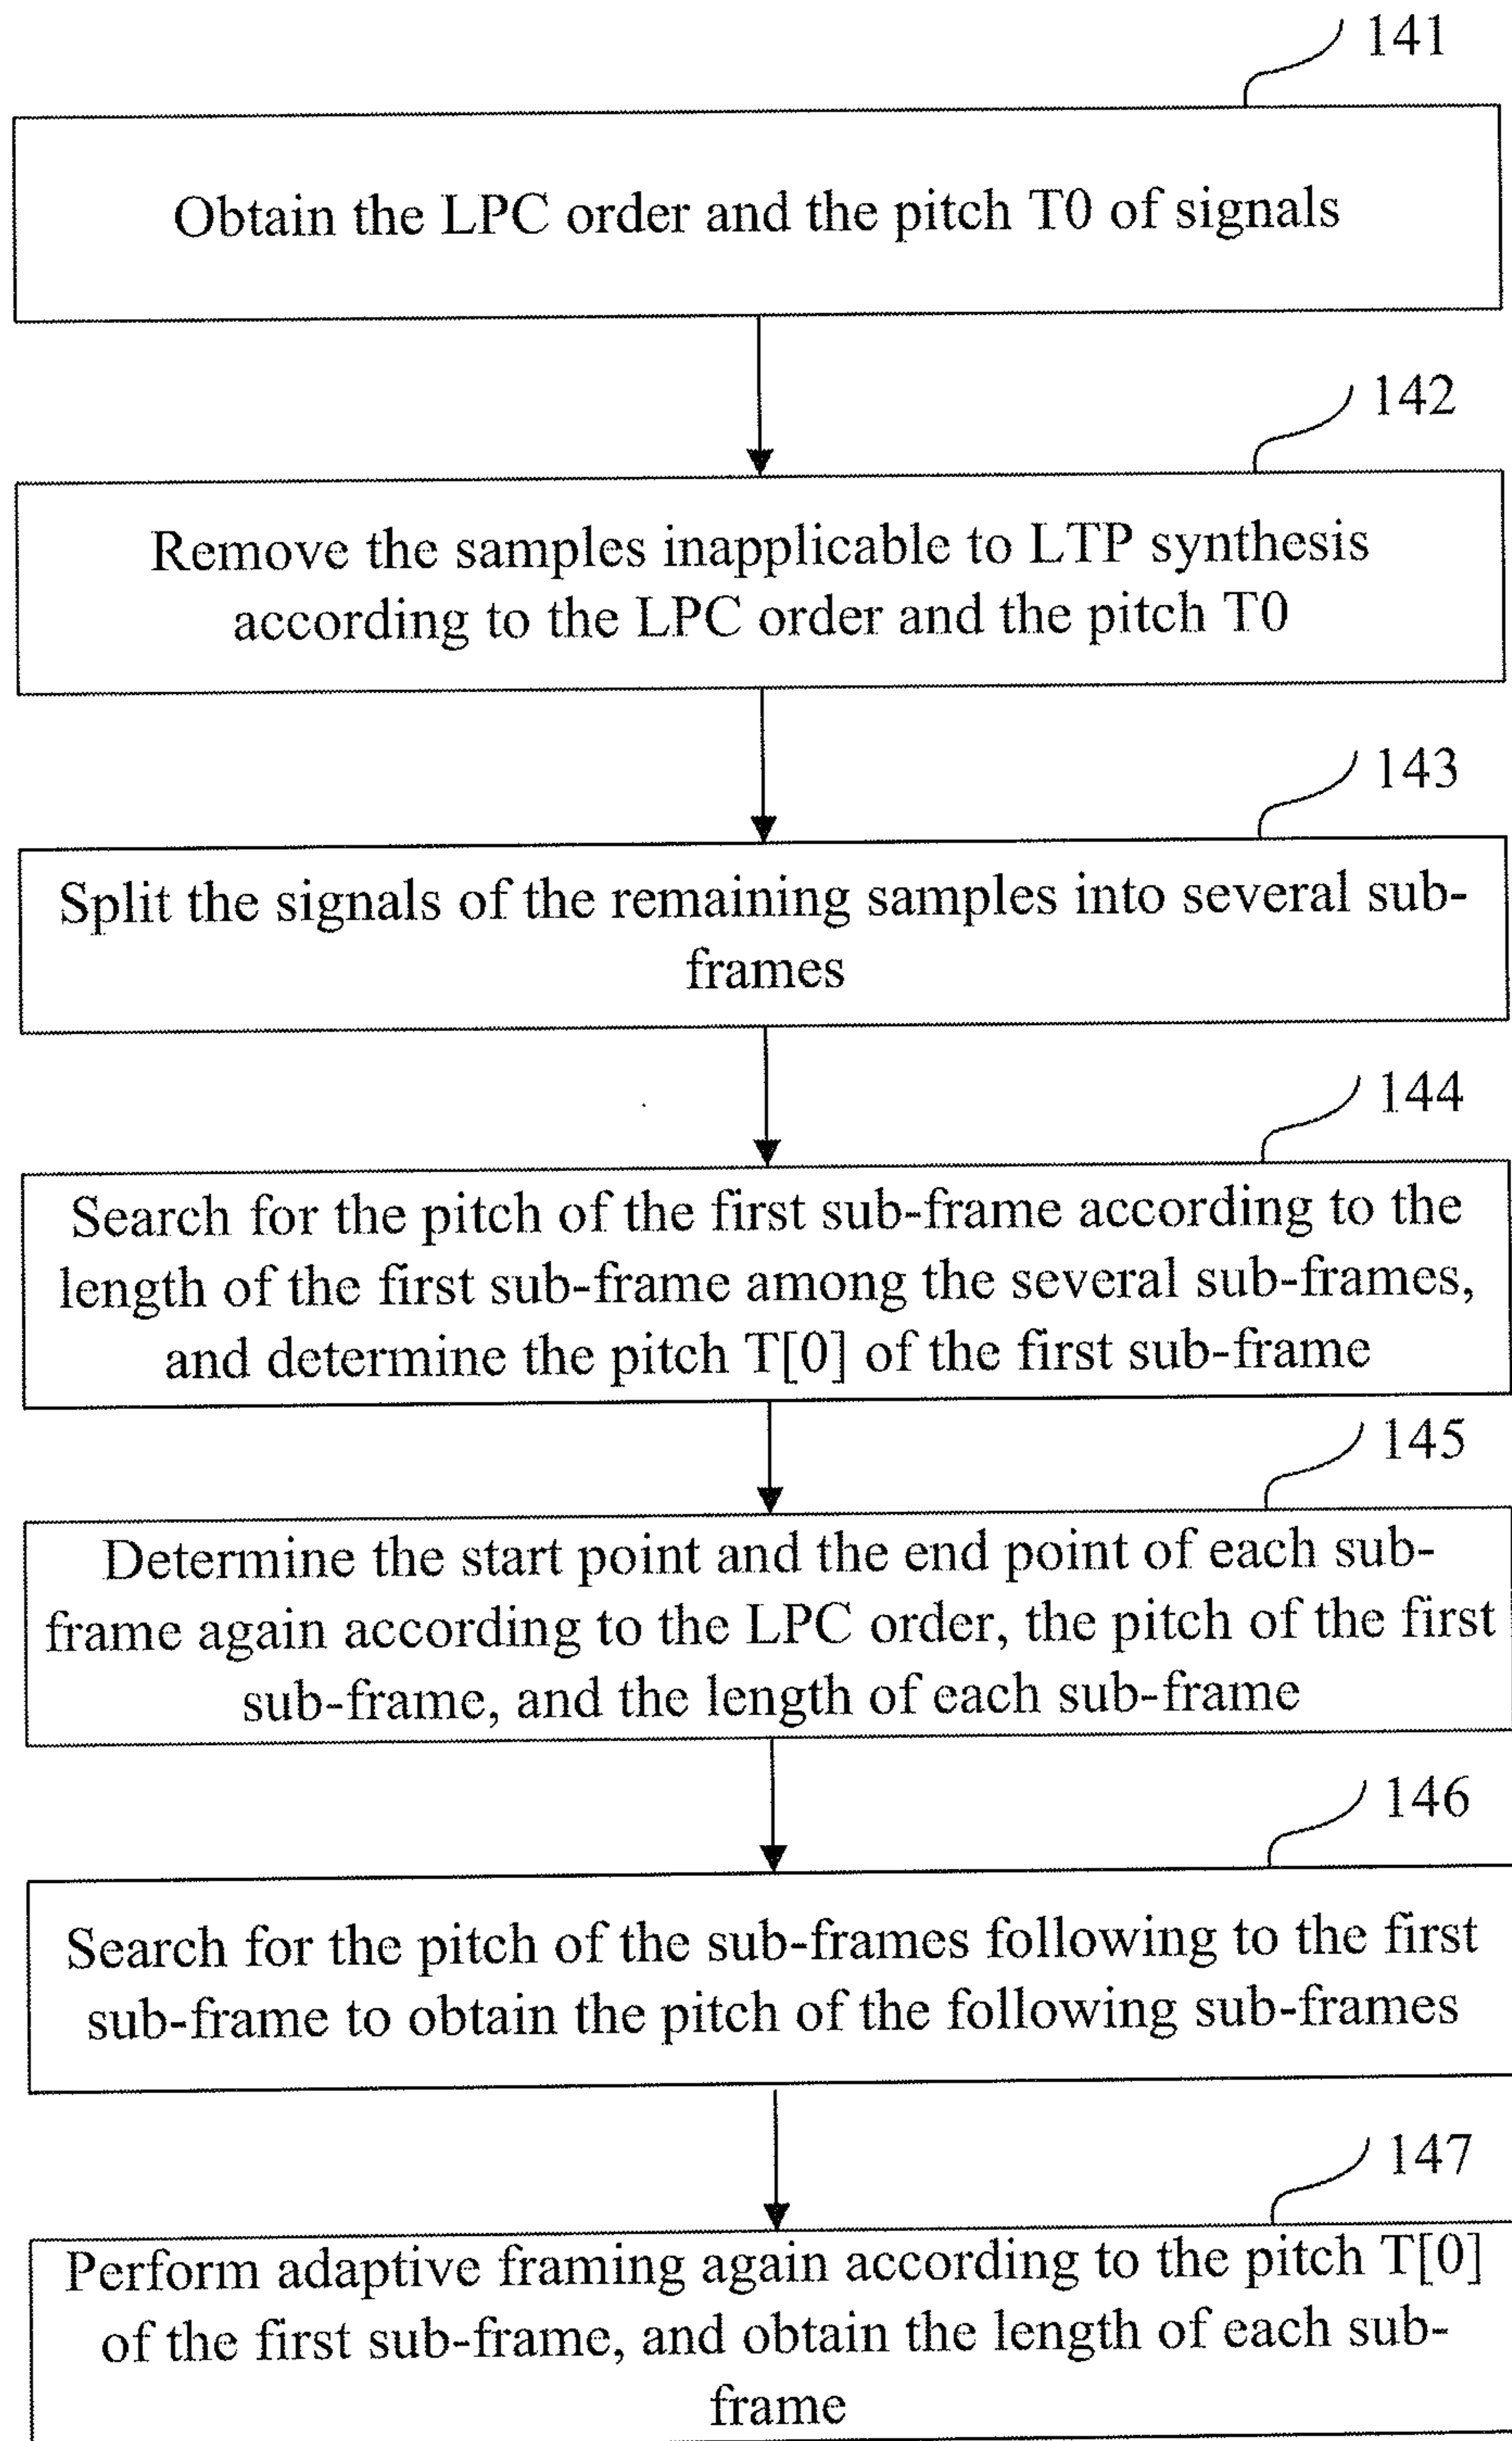 141
Obtain the LPC order and the pitch T0 of signals
142
Remove the samples inapplicable to LTP synthesis
according to the LPC order and the pitch T0
143
Split the signals of the remaining samples into several sub-
frames
144
Search for the pitch of the first sub-frame according to the
length of the first sub-frame among the several sub-frames,
and determine the pitch T[0] of the first sub-frame
145
Determine the start point and the end point of each sub-
frame again according to the LPC order, the pitch of the first
sub-frame, and the length of each sub-frame
146
Search for the pitch of the sub-frames following to the first
sub-frame to obtain the pitch of the following sub-frames
147
Perform adaptive framing again according to the pitch T[0]
of the first sub-frame, and obtain the length of each sub-
frame